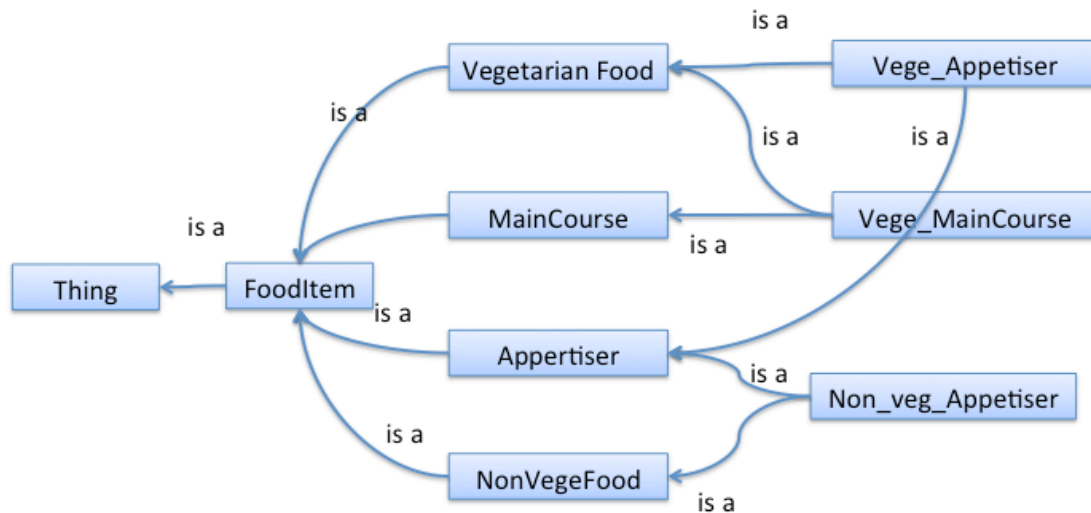 is a
Vegetarian Food
Vege_Appetiser
is a
is a
is a
MainCourse
Vege_MainCourse
is a
is a
Thing
FoodItem
is a
Appertiser
is a
Non_veg_Appetiser
is a
NonVegeFood
is a